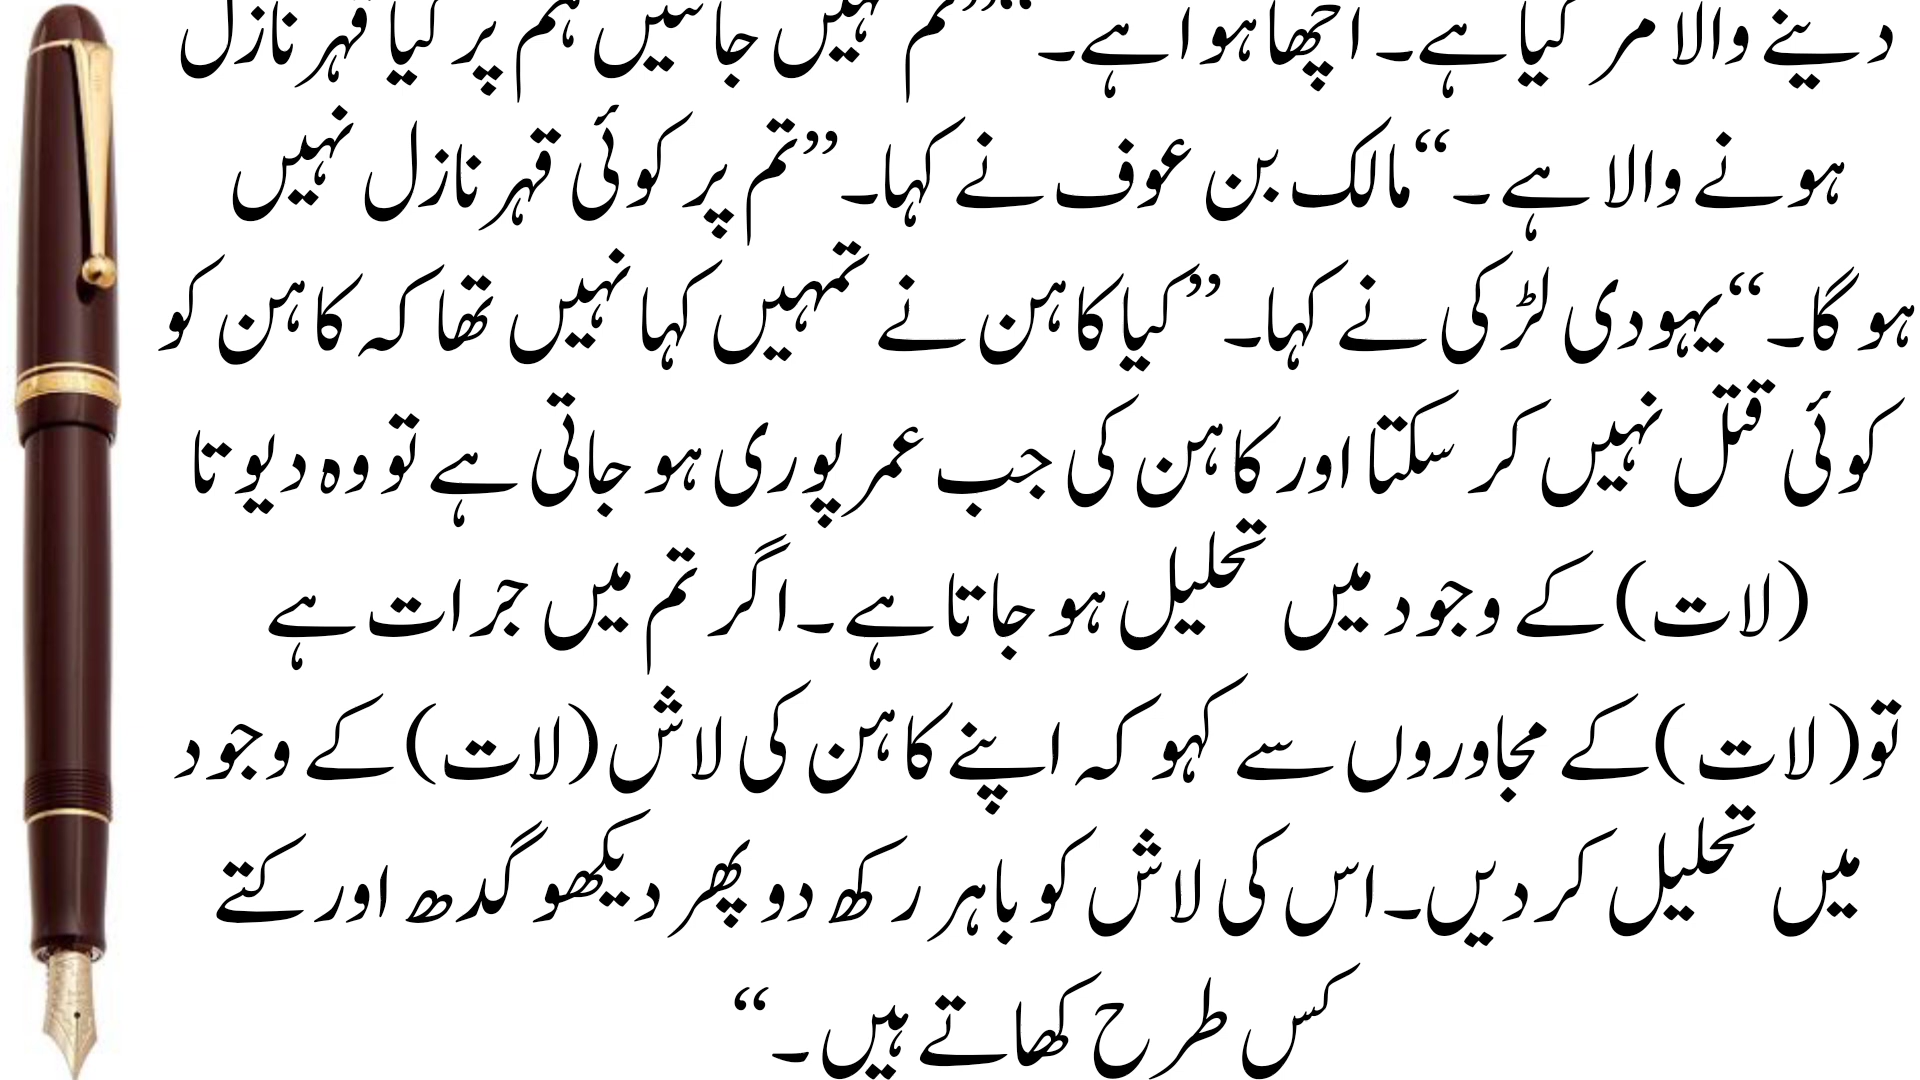 دینے والا مر گیا ہے۔ اچھا ہوا ہے۔“”تم نہیں جانتیں ہم پر کیا قہر نازل
ہونے والا ہے۔“مالک بن عوف نے کہا۔”تم پر کوئی قہر نازل نہیں
ہو گا۔“یہودی لڑکی نے کہا۔”کیا کاہن نے تمہیں کہا نہیں تھا کہ کاہن کو
کوئی قتل نہیں کر سکتا اور کاہن کی جب عمر پوری ہو جاتی ہے تو وہ دیوتا
(لات)کے وجود میں تحلیل ہو جاتا ہے۔اگر تم میں جرات ہے
تو(لات)کے مجاوروں سے کہو کہ اپنے کاہن کی لاش(لات)کے وجود
میں تحلیل کر دیں۔اس کی لاش کو باہر رکھ دو پھر دیکھو گدھ اور کتے
کس طرح کھاتے ہیں۔“